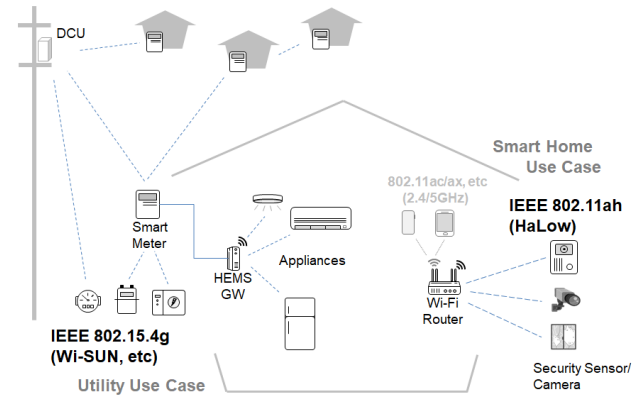 DCU
Smart Home
Use Case
802.11ac/ax, etc
(2.4/5GHz)
IEEE 802.11ah
(HaLow)
Smart
Meter
Appliances
HEMS
GW
Wi-Fi
Router
IEEE 802.15.4g
(Wi-SUN, etc)
Security Sensor/
Camera
Utility Use Case